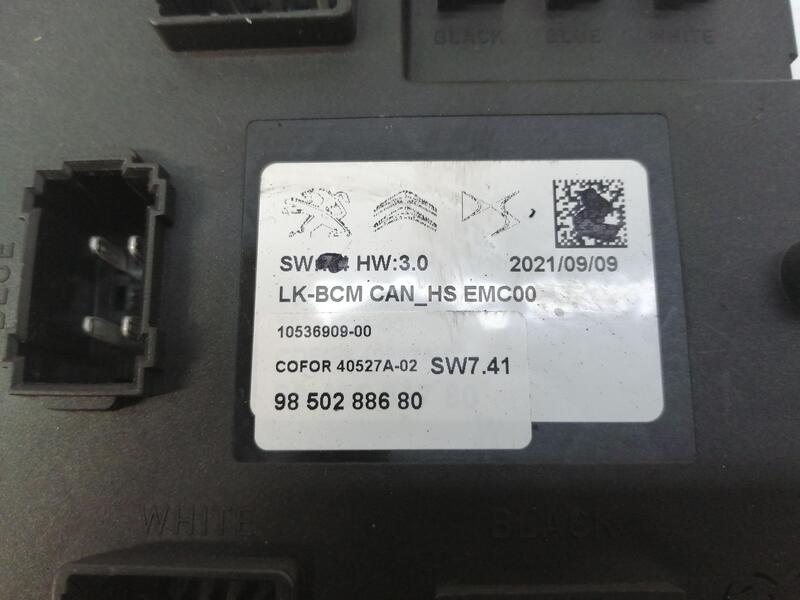 BLACK BLUE WHITE
SW HW:3.0 2021/09/09
LK-BCM CAN_HS EMC00
10536909-00
COFOR 40527A-02 SW7.41
98 502 886 80
BLUE
WHITE BLACK